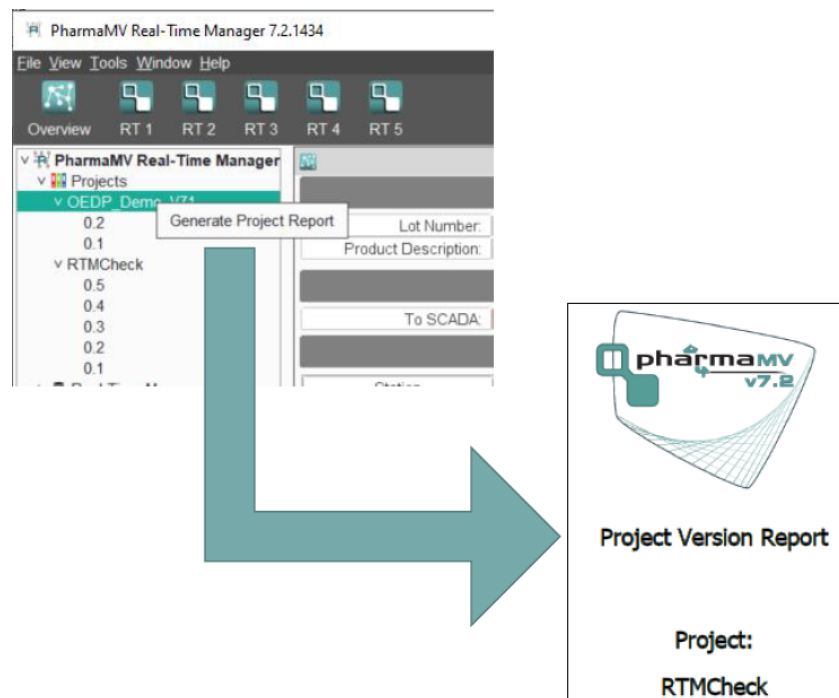 PharmaMV Real-Time Manager 7.2.1434
File View Tools Window Help
Overview RT 1 RT 2 RT 3 RT 4 RT 5
PharmaMV Real-Time Manager
Projects
OEDP_Demo_V71
Generate Project Report
0.2
0.1
RTMCheck
0.5
0.4
0.3
0.2
0.1
Lot Number:
Product Description:
To SCADA:
pharmaMV
v7.2
Project Version Report
Project:
RTMCheck